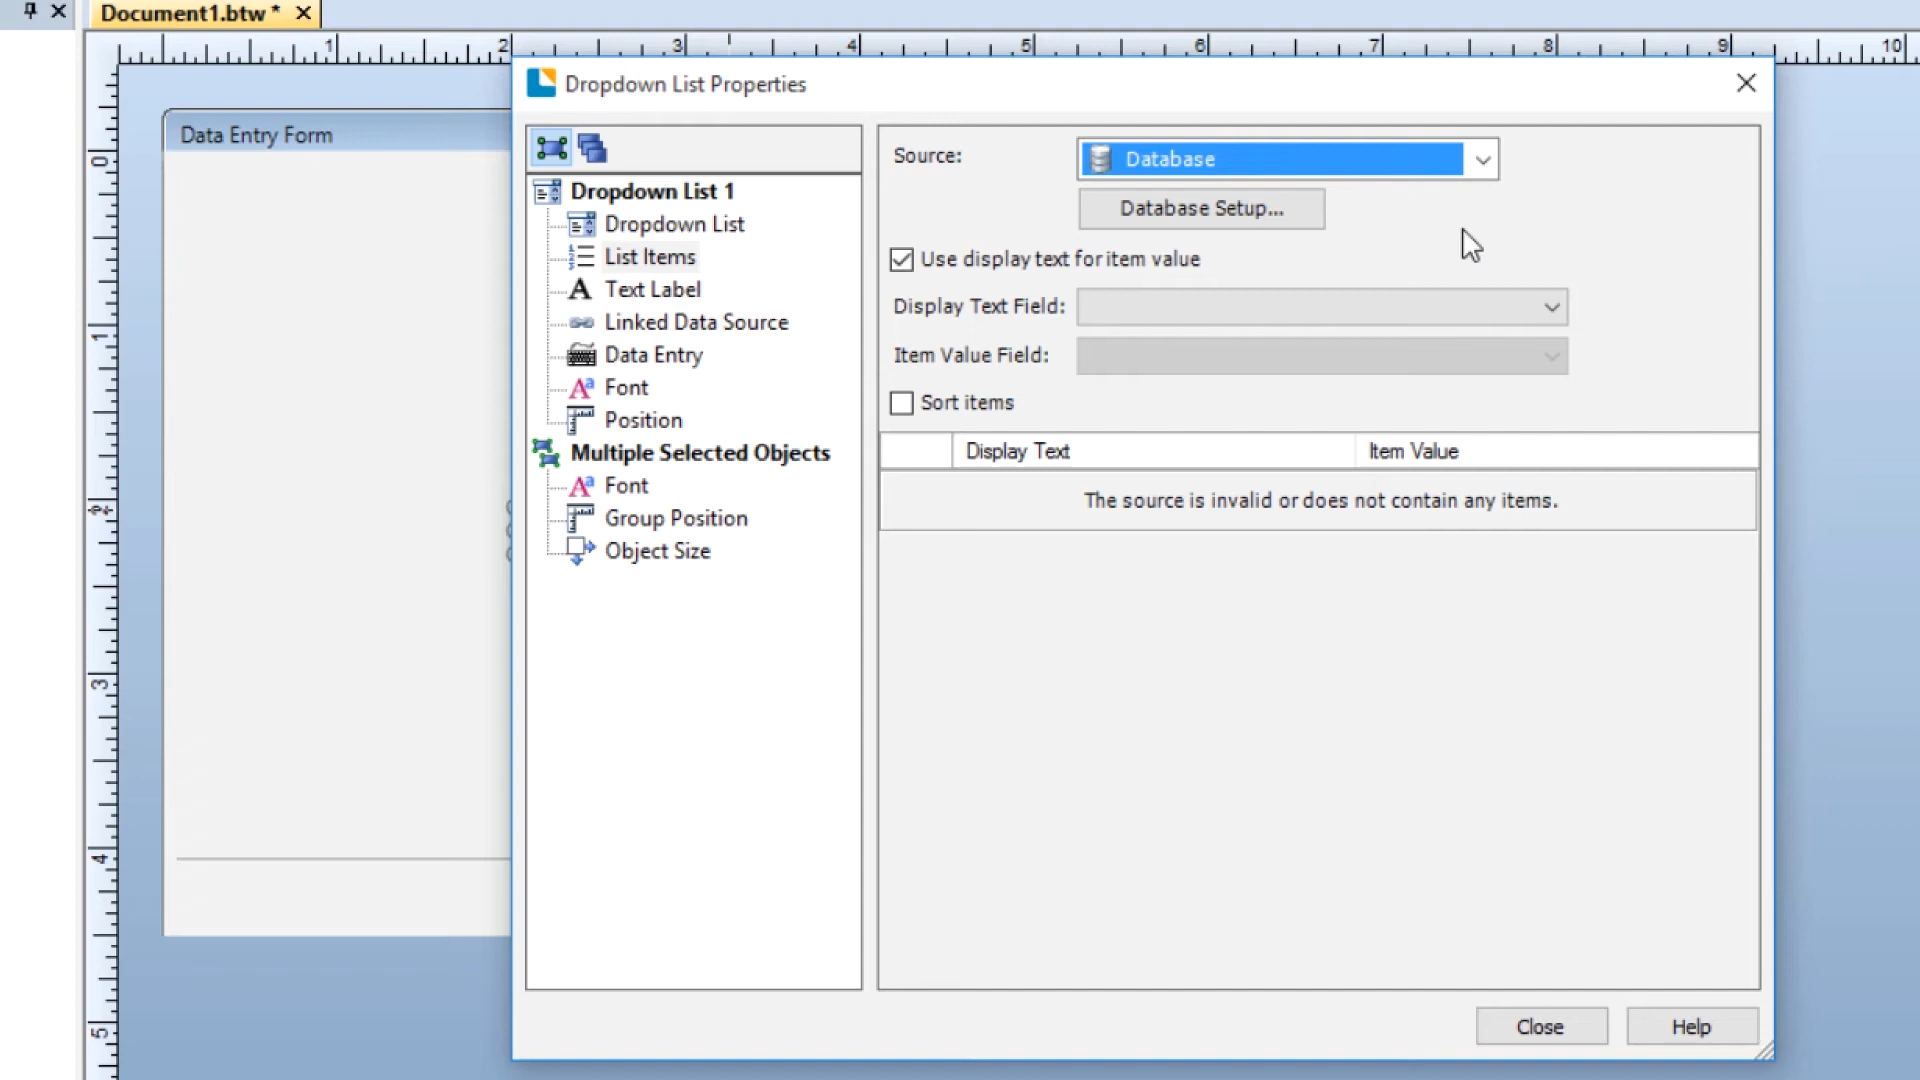 Document1.btw *
1 2 3 4 5 6 7 8 9 10
Dropdown List Properties
Data Entry Form
Source:
Database
Database Setup...
Dropdown List 1
Dropdown List
List Items
Text Label
Linked Data Source
Data Entry
Font
Position
Multiple Selected Objects
Font
Group Position
Object Size
Use display text for item value
Display Text Field:
Item Value Field:
Sort items
Display Text Item Value
The source is invalid or does not contain any items.
0
1
2
3
4
5
Close
Help